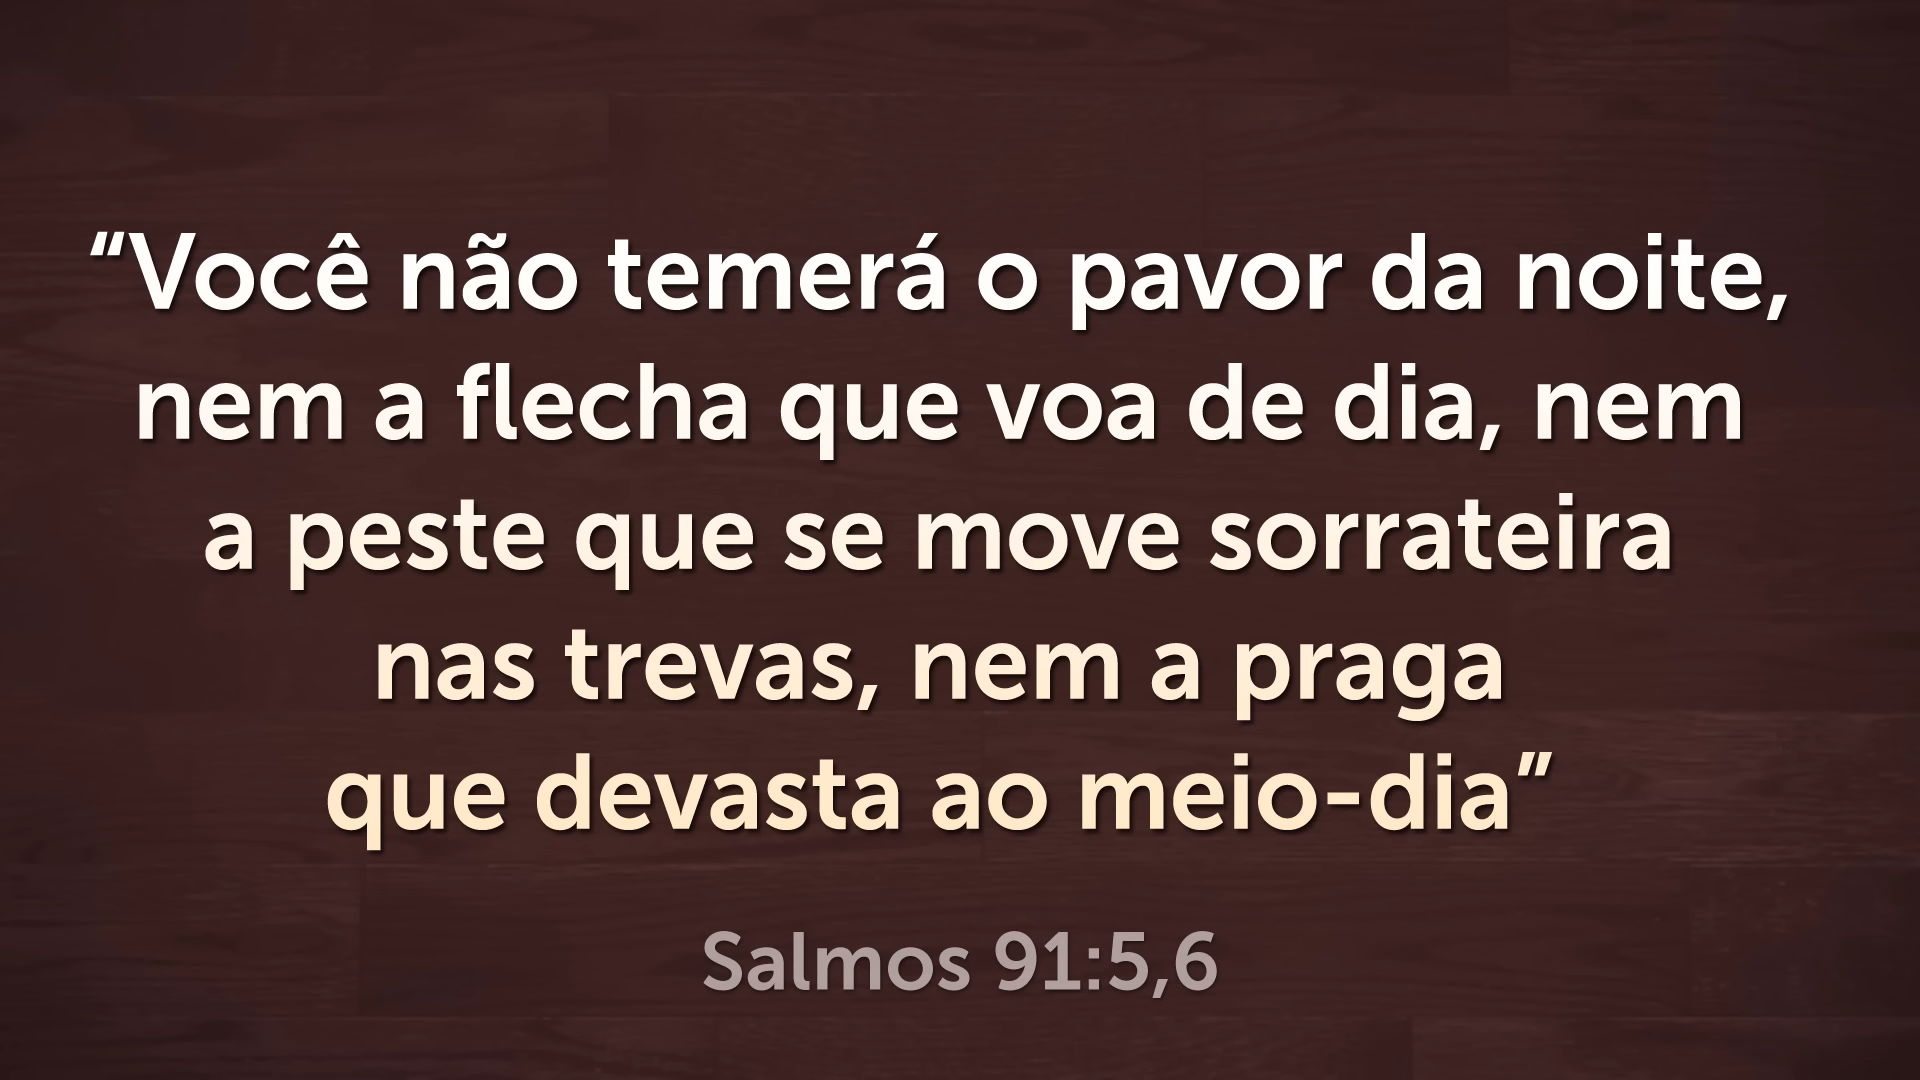 “Você não temerá o pavor da noite,
nem a flecha que voa de dia, nem
a peste que se move sorrateira
nas trevas, nem a praga
que devasta ao meio-dia”
Salmos 91:5,6